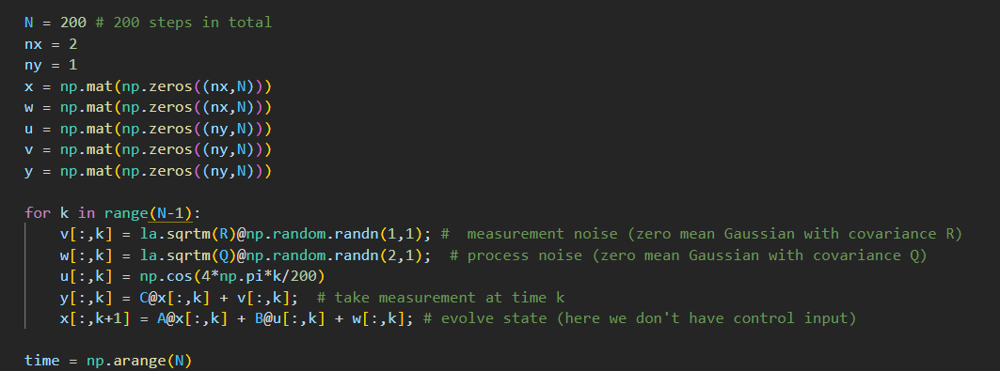 N = 200 # 200 steps in total
nx = 2
ny = 1
x = np.mat(np.zeros((nx,N)))
w = np.mat(np.zeros((nx,N)))
u = np.mat(np.zeros((ny,N)))
v = np.mat(np.zeros((ny,N)))
y = np.mat(np.zeros((ny,N)))

for k in range(N-1):
    v[:,k] = la.sqrtm(R)@np.random.randn(1,1); #  measurement noise (zero mean Gaussian with covariance R)
    w[:,k] = la.sqrtm(Q)@np.random.randn(2,1);  # process noise (zero mean Gaussian with covariance Q)
    u[:,k] = np.cos(4*np.pi*k/200)
    y[:,k] = C@x[:,k] + v[:,k];  # take measurement at time k
    x[:,k+1] = A@x[:,k] + B@u[:,k] + w[:,k]; # evolve state (here we don't have control input)

time = np.arange(N)